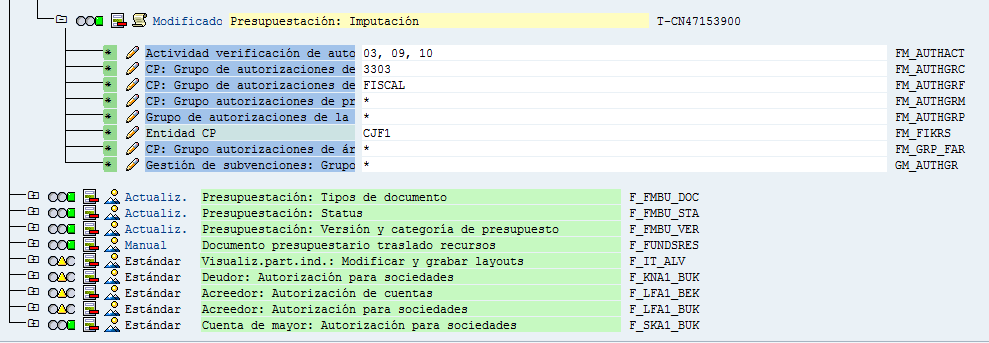 Modificado Presupuestación: Imputación T-CN47153900
Actividad verificación de auto 03, 09, 10 FM_AUTHACT
CP: Grupo de autorizaciones de 3303 FM_AUTHGRC
CP: Grupo de autorizaciones de FISCAL FM_AUTHGRF
CP: Grupo autorizaciones de pr * FM_AUTHGRM
Grupo de autorizaciones de la * FM_AUTHGRP
Entidad CP CJF1 FM_FIKRS
CP: Grupo autorizaciones de ár * FM_GRP_FAR
Gestión de subvenciones: Grupo * GM_AUTHGR
Actualiz. Presupuestación: Tipos de documento F_FMBU_DOC
Actualiz. Presupuestación: Status F_FMBU_STA
Actualiz. Presupuestación: Versión y categoría de presupuesto F_FMBU_VER
Manual Documento presupuestario traslado recursos F_FUNDSRES
Estándar Visualiz.part.ind.: Modificar y grabar layouts F_IT_ALV
Estándar Deudor: Autorización para sociedades F_KNA1_BUK
Estándar Acreedor: Autorización de cuentas F_LFA1_BEK
Estándar Acreedor: Autorización para sociedades F_LFA1_BUK
Estándar Cuenta de mayor: Autorización para sociedades F_SKA1_BUK